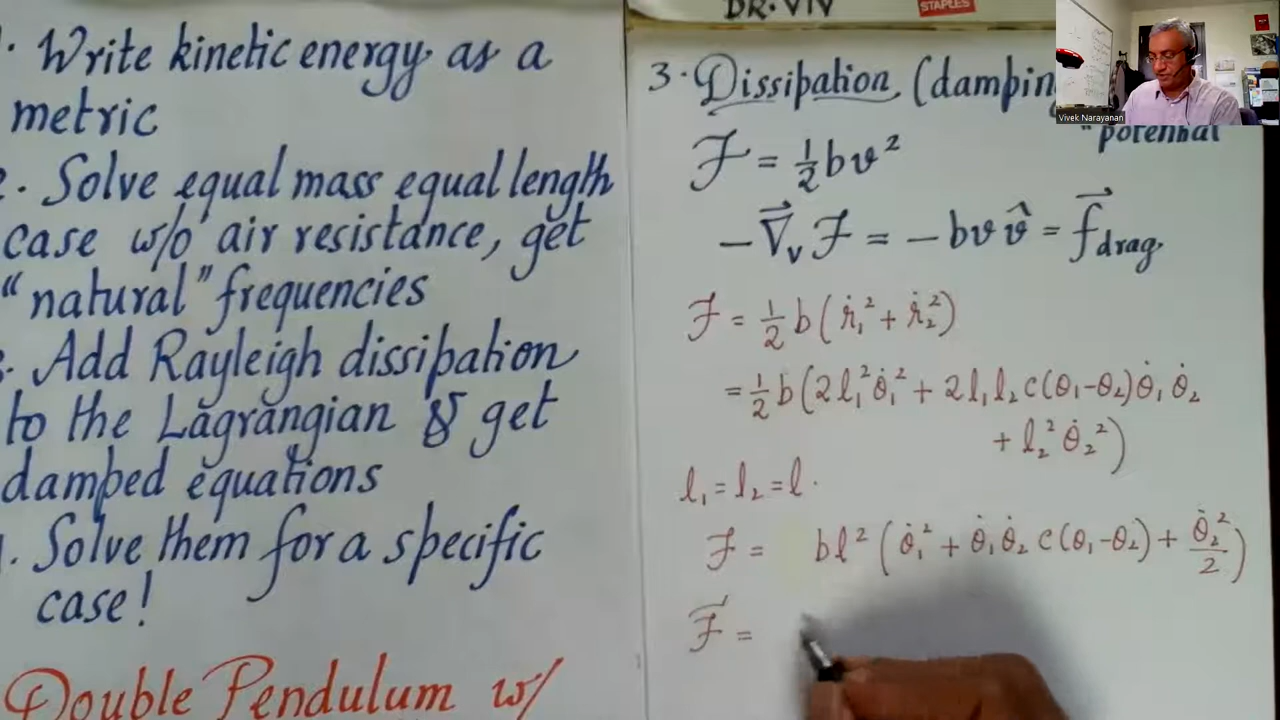 Write kinetic energy as a
metric
Solve equal mass equal length
case w/o air resistance, get
"natural" frequencies
Add Rayleigh dissipation
to the Lagrangian & get
damped equations
Solve them for a specific
case!
Double Pendulum w/
DR. VIV
STAPLES
3. Dissipation (damping
"potential
ℱ = ½bv²
−∇⃗ᵥℱ = −bv v̂ = f⃗drag
ℱ = ½b(ṙ₁² + ṙ₂²)
= ½b(2l₁²θ̇₁² + 2l₁l₂c(θ₁−θ₂)θ̇₁θ̇₂
+ l₂²θ̇₂²)
l₁ = l₂ = l.
ℱ = bl²(θ̇₁² + θ̇₁θ̇₂c(θ₁−θ₂) + θ̇₂²/2)
ℱ⃗ =
Vivek Narayanan